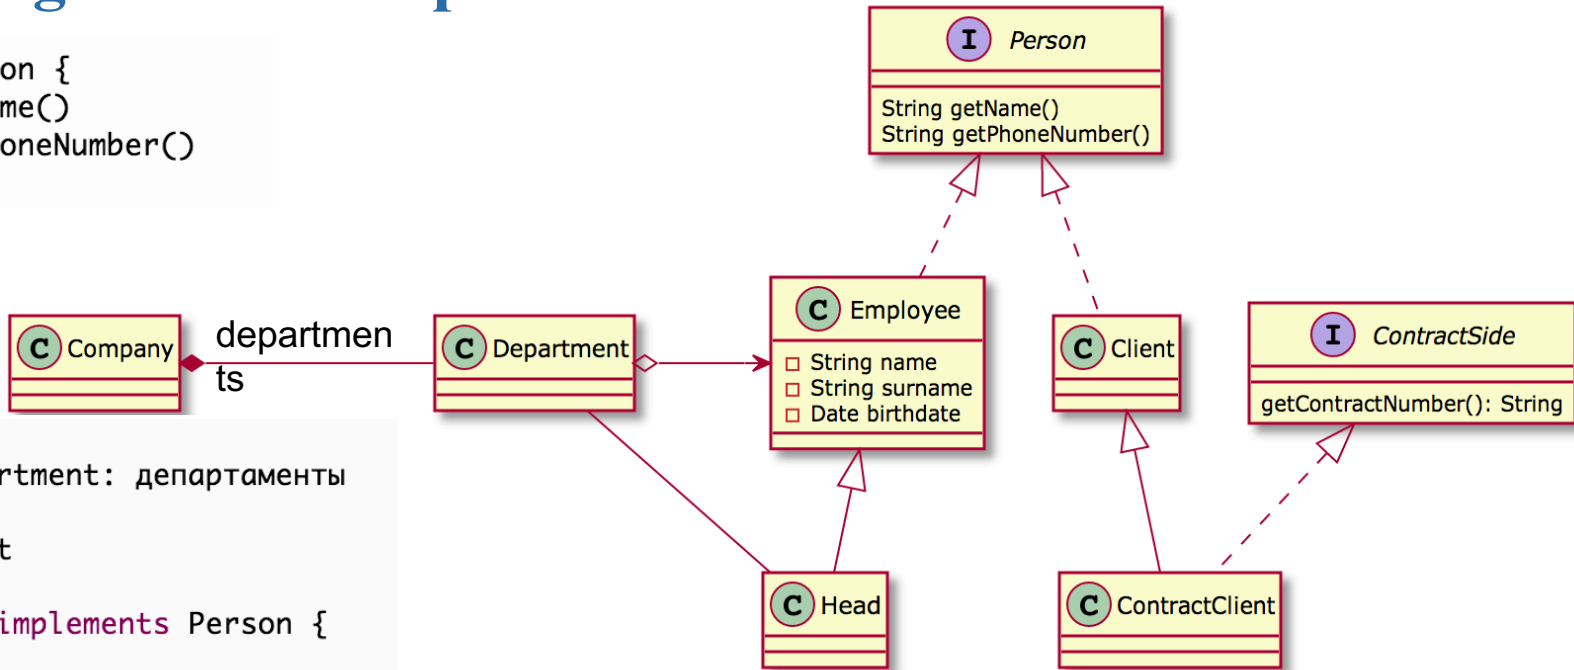 on {
me()
oneNumber()
I Person
String getName()
String getPhoneNumber()
C Company
departmen
ts
C Department
C Employee
String name
String surname
Date birthdate
C Client
I ContractSide
getContractNumber(): String
rtment: департаменты
t
implements Person {
C Head
C ContractClient